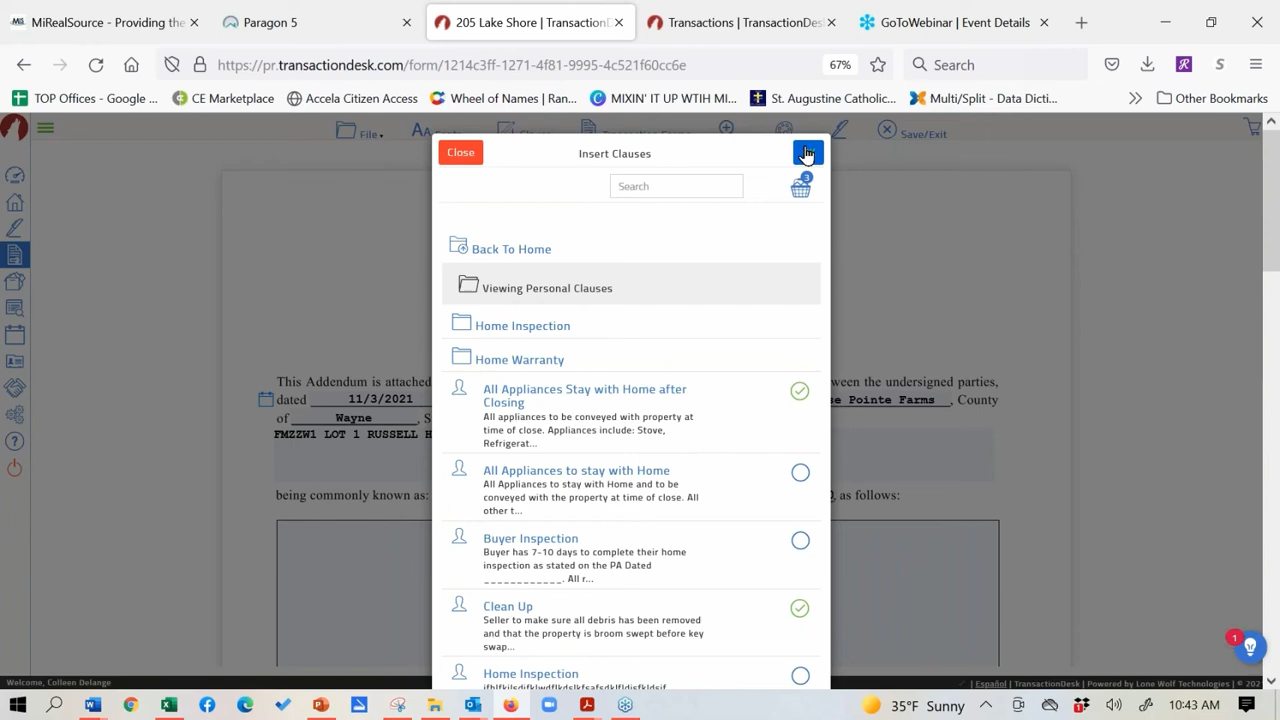 MiRealSource - Providing the
Paragon 5
205 Lake Shore | TransactionD
Transactions | TransactionDesk
GoToWebinar | Event Details
https://pr.transactiondesk.com/form/1214c3ff-1271-4f81-9995-4c521f60cc6e
67%
Search
TOP Offices - Google ...
CE Marketplace
Accela Citizen Access
Wheel of Names | Ran...
MIXIN' IT UP WTIH MI...
St. Augustine Catholic...
Multi/Split - Data Dicti...
Other Bookmarks
File
Save/Exit
Close
Insert Clauses
Search
3
Back To Home
Viewing Personal Clauses
Home Inspection
Home Warranty
All Appliances Stay with Home after
Closing
All appliances to be conveyed with property at
time of close. Appliances include: Stove,
Refrigerat...
All Appliances to stay with Home
All Appliances to stay with Home and to be
conveyed with the property at time of close. All
other t...
Buyer Inspection
Buyer has 7-10 days to complete their home
inspection as stated on the PA Dated
____________. All r...
Clean Up
Seller to make sure all debris has been removed
and that the property is broom swept before key
swap...
Home Inspection
This Addendum is attached
ween the undersigned parties,
dated 11/3/2021
se Pointe Farms, County
of Wayne, S
FMZZW1 LOT 1 RUSSELL H
being commonly known as:
as follows:
1
Welcome, Colleen Delange
Español | TransactionDesk | Powered by Lone Wolf Technologies | © 202
35°F Sunny
10:43 AM